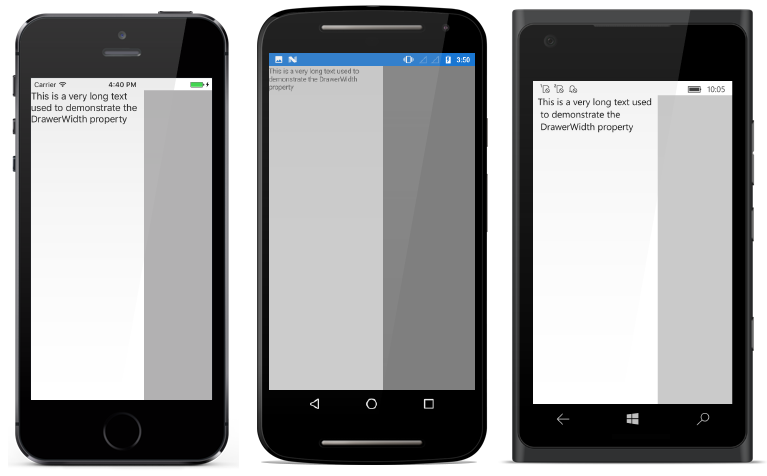 Carrier 4:40 PM
This is a very long text
used to demonstrate the
DrawerWidth property
3:50
This is a very long text used to
demonstrate the DrawerWidth
property
10:05
This is a very long text used
to demonstrate the
DrawerWidth property